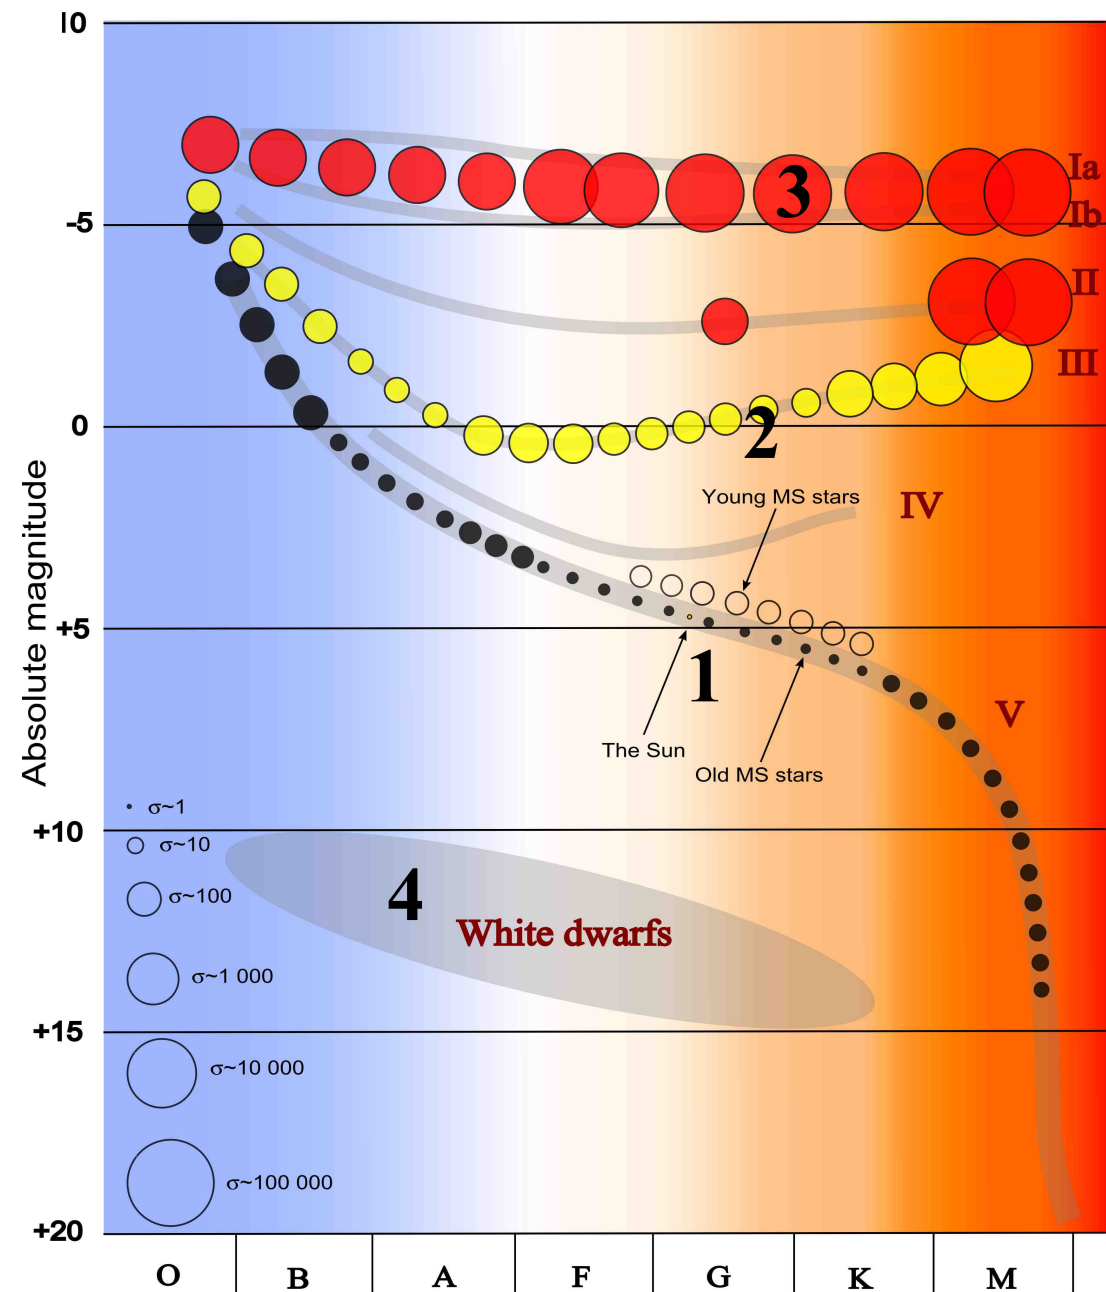 10
Ia
3
Ib
-5
II
III
0
2
Young MS stars
IV
Absolute magnitude
+5
1
V
The Sun
Old MS stars
σ~1
+10
σ~10
4
σ~100
White dwarfs
σ~1 000
+15
σ~10 000
σ~100 000
+20
O B A F G K M